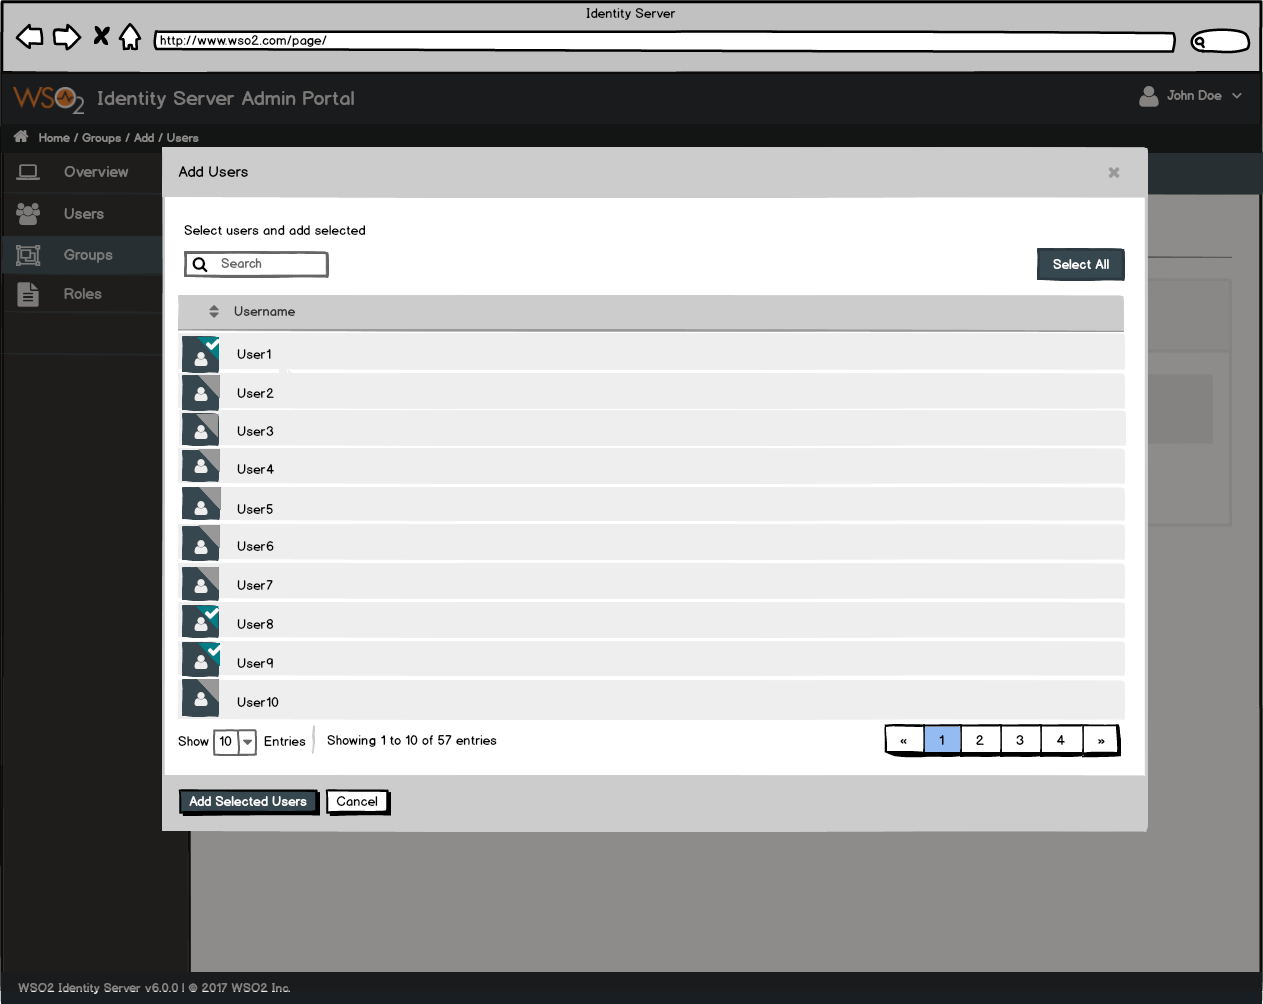 Identity Server
http://www.wso2.com/page/
WSO2 Identity Server Admin Portal
John Doe
Home / Groups / Add / Users
Overview
Users
Groups
Roles
Add Users
Select users and add selected
Search
Select All
Username
User1
User2
User3
User4
User5
User6
User7
User8
User9
User10
Show 10 Entries Showing 1 to 10 of 57 entries
« 1 2 3 4 »
Add Selected Users Cancel
WSO2 Identity Server v6.0.0 | © 2017 WSO2 Inc.